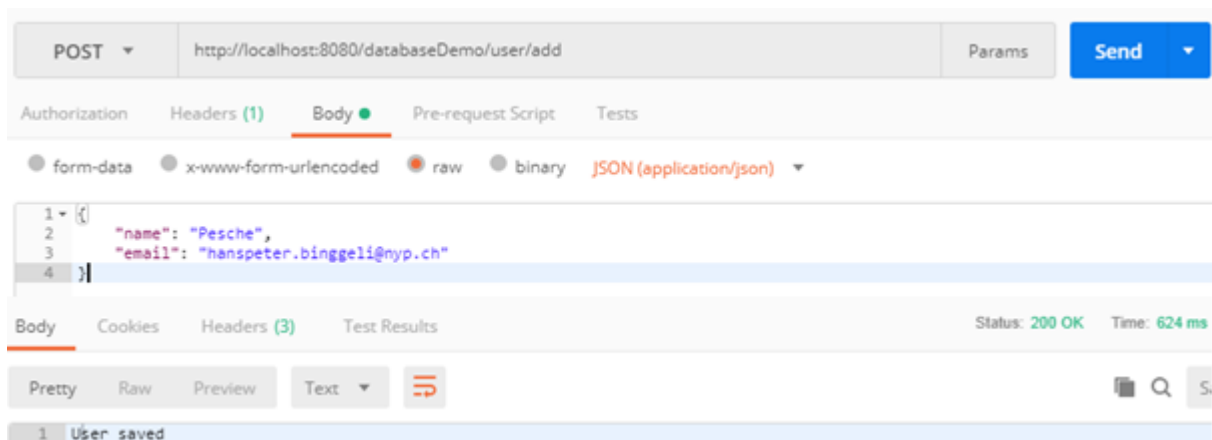 POST http://localhost:8080/databaseDemo/user/add Params Send
Authorization Headers (1) Body Pre-request Script Tests
form-data x-www-form-urlencoded raw binary JSON (application/json)
1 {
2 "name": "Pesche",
3 "email": "hanspeter.binggeli@nyp.ch"
4 }
Body Cookies Headers (3) Test Results Status: 200 OK Time: 624 ms
Pretty Raw Preview Text
1 User saved